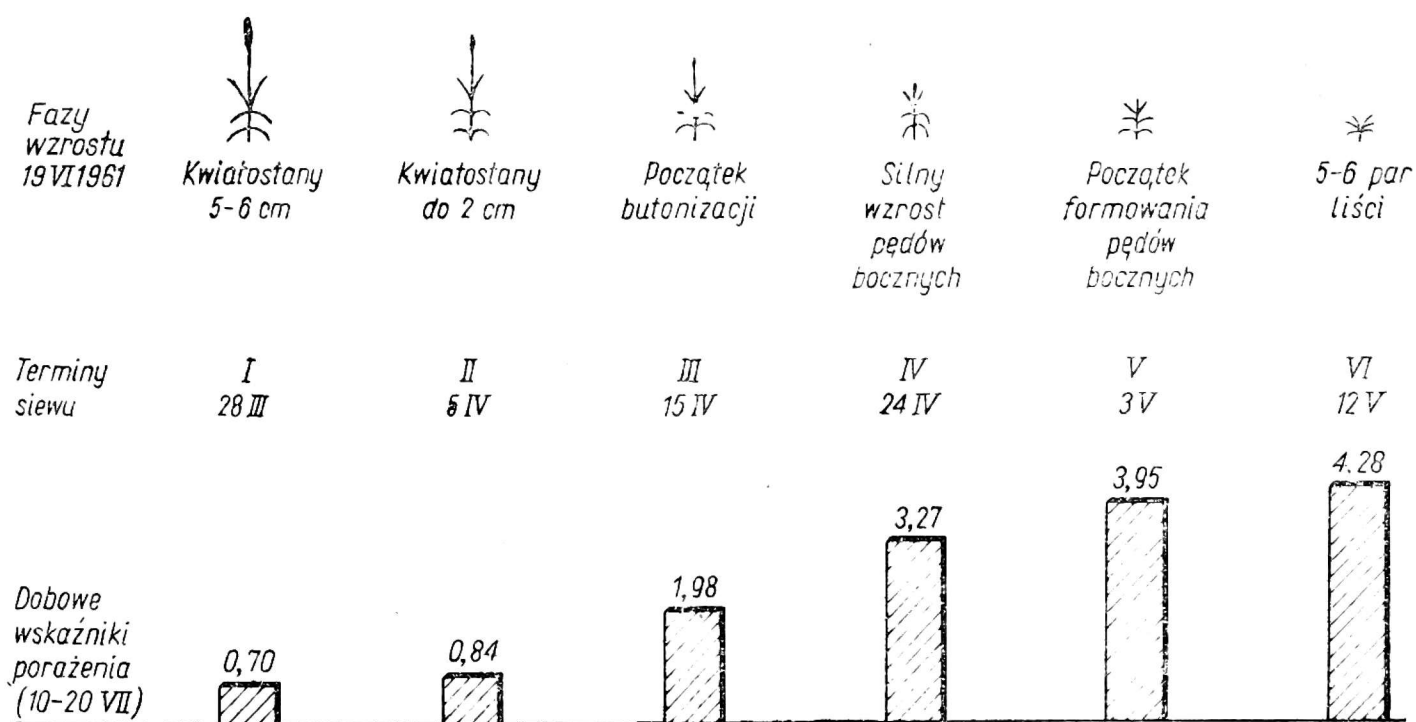 Fazy
wzrostu
19 VI 1961
Kwiatostany
5-6 cm
Kwiatostany
do 2 cm
Początek
butonizacji
Silny
wzrost
pędów
bocznych
Początek
formowania
pędów
bocznych
5-6 par
liści
Terminy
siewu
I
28 III
II
IV
III
15 IV
IV
24 IV
V
3 V
VI
12 V
Dobowe
wskaźniki
porażenia
(10-20 VII)
0,70
0,84
1,98
3,27
3,95
4.28